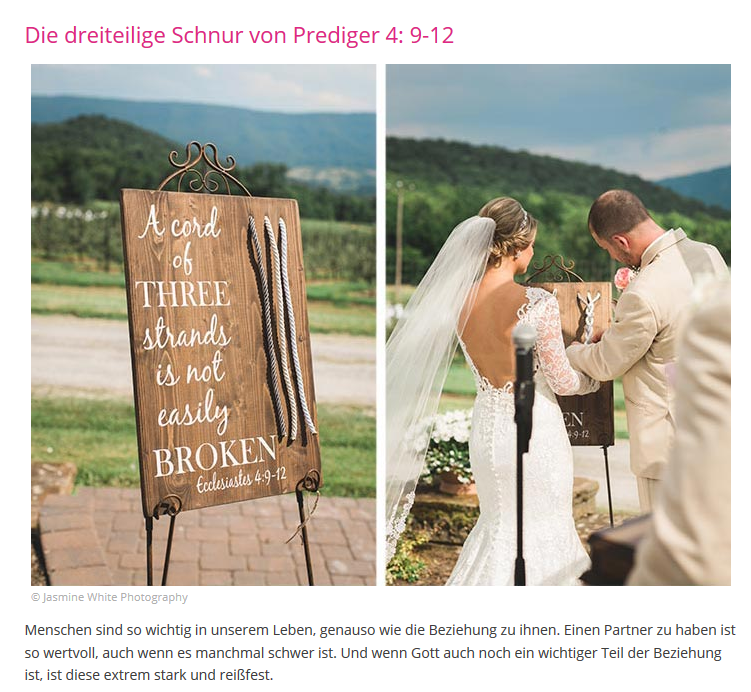 Die dreiteilige Schnur von Prediger 4: 9-12
A cord
of
THREE
strands
is not
easily
BROKEN
Ecclesiastes 4:9-12
EN
4:9-12
© Jasmine White Photography
Menschen sind so wichtig in unserem Leben, genauso wie die Beziehung zu ihnen. Einen Partner zu haben ist
so wertvoll, auch wenn es manchmal schwer ist. Und wenn Gott auch noch ein wichtiger Teil der Beziehung
ist, ist diese extrem stark und reißfest.